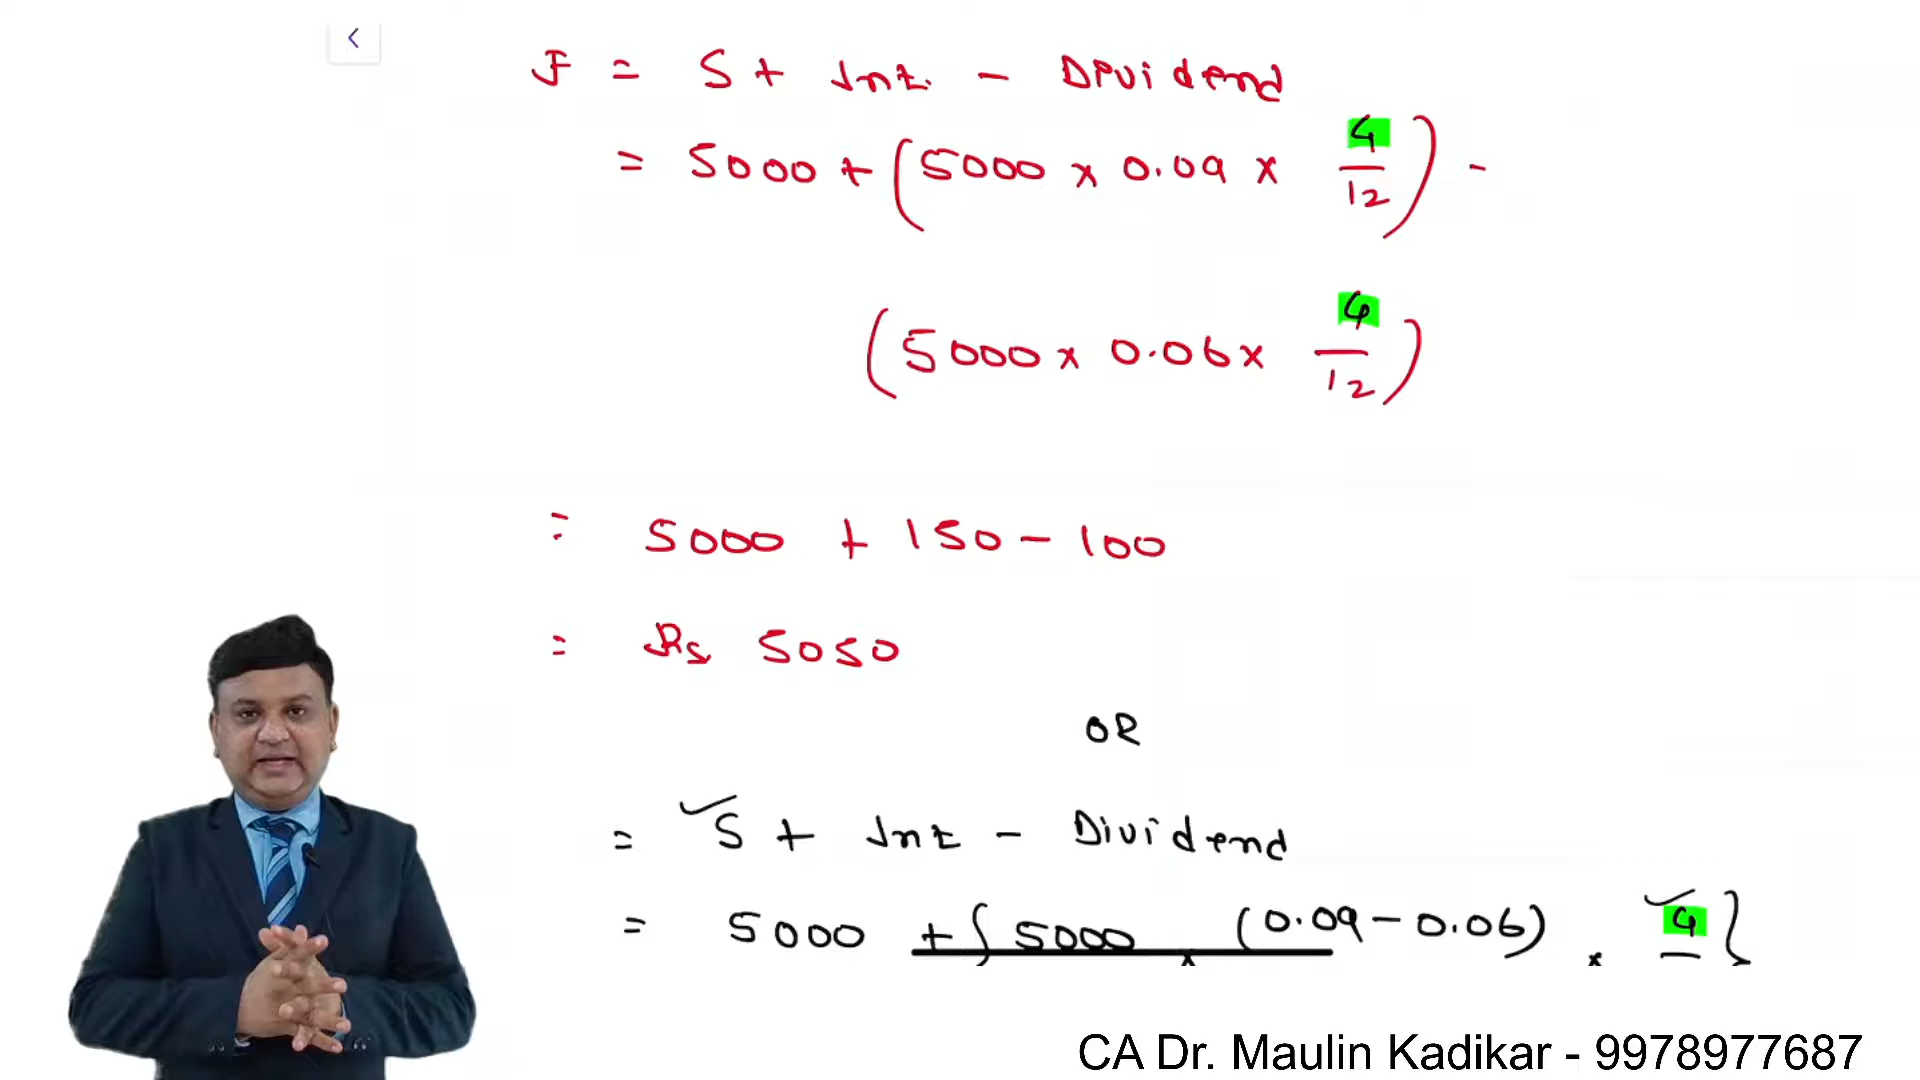 F = S + Int. - Dividend
= 5000 + (5000 x 0.09 x 4/12) -
(5000 x 0.06 x 4/12)
= 5000 + 150 - 100
= Rs 5050
OR
= S + Int - Dividend
= 5000 + { 5000 x (0.09 - 0.06) x 4 }
CA Dr. Maulin Kadikar - 9978977687